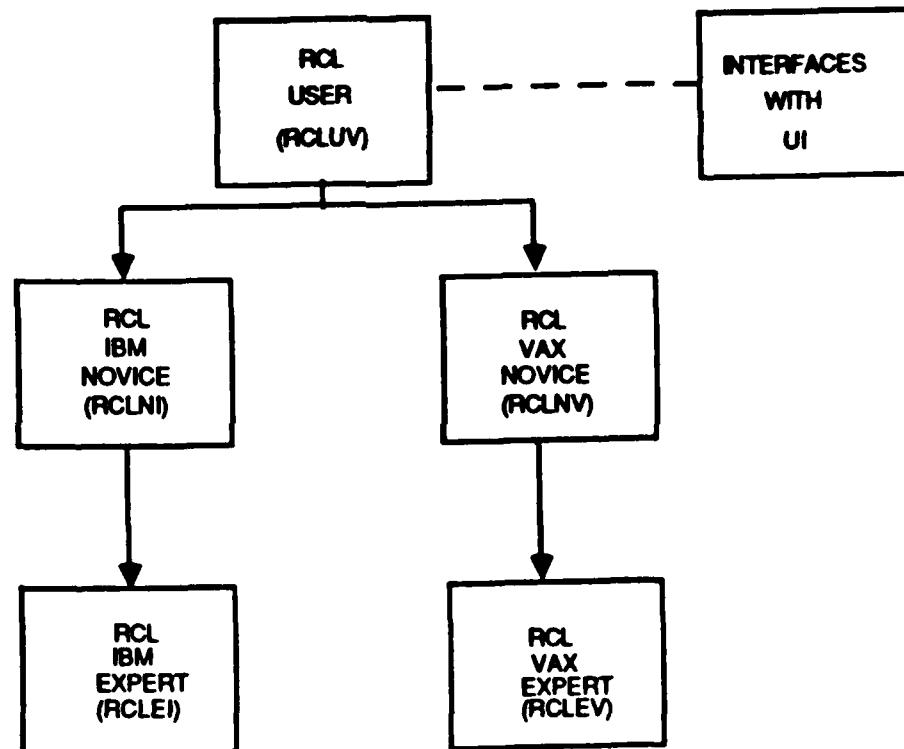 RCL
USER
(RCLUV)
INTERFACES
WITH
UI
RCL
IBM
NOVICE
(RCLNI)
RCL
VAX
NOVICE
(RCLNV)
RCL
IBM
EXPERT
(RCLEI)
RCL
VAX
EXPERT
(RCLEV)